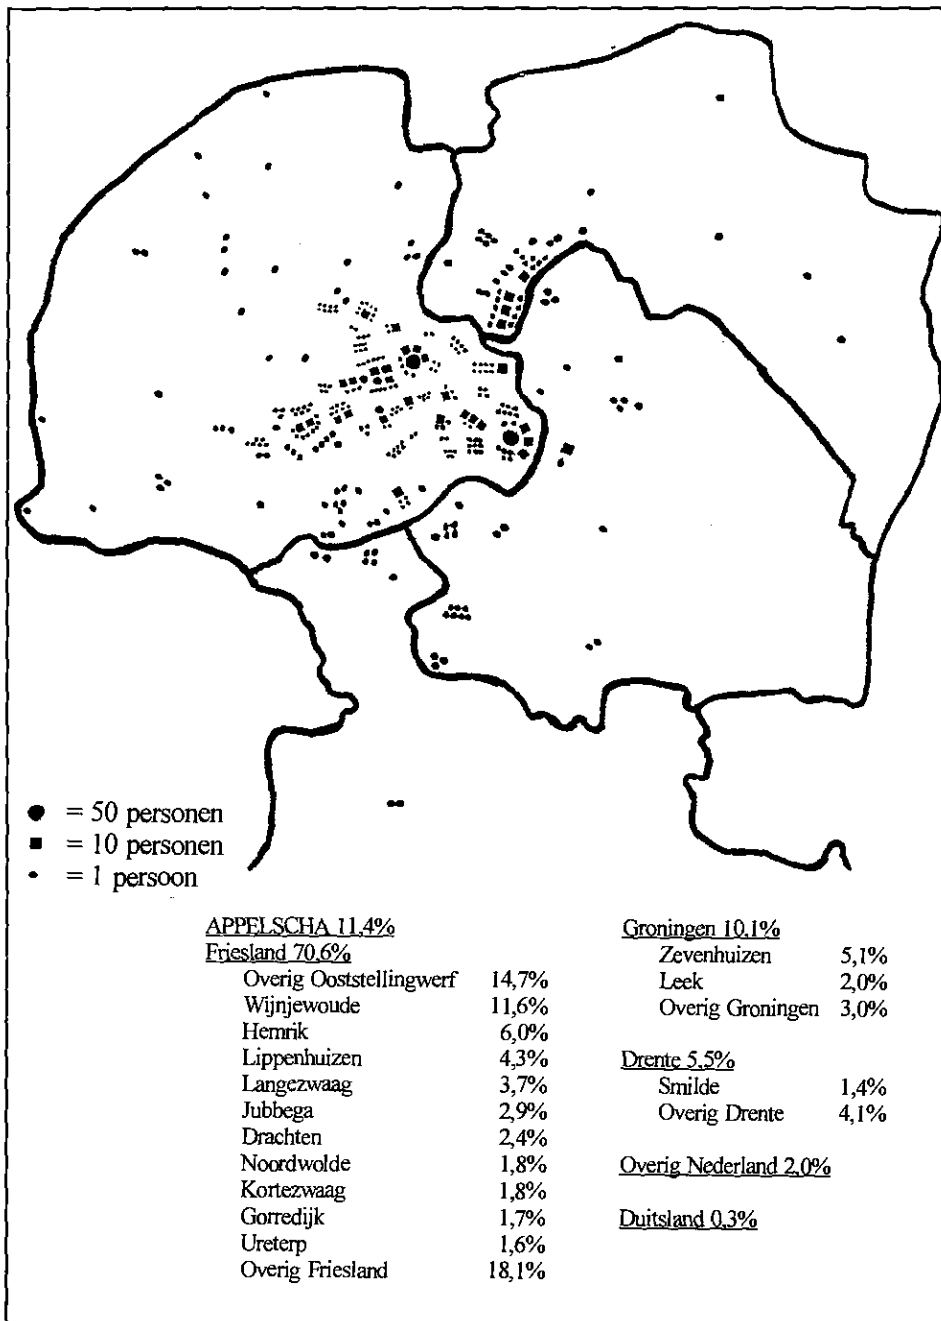 = 50 personen
= 10 personen
= 1 persoon
APPELSCHA 11,4%
Friesland 70,6%
Overig Ooststellingwerf 14,7%
Wijnjewoude 11,6%
Hemrik 6,0%
Lippenhuizen 4,3%
Langezwaag 3,7%
Jubbega 2,9%
Drachten 2,4%
Noordwolde 1,8%
Kortezwaag 1,8%
Gorredijk 1,7%
Ureterp 1,6%
Overig Friesland 18,1%
Groningen 10,1%
Zevenhuizen 5,1%
Leek 2,0%
Overig Groningen 3,0%
Drente 5,5%
Smilde 1,4%
Overig Drente 4,1%
Overig Nederland 2,0%
Duitsland 0,3%